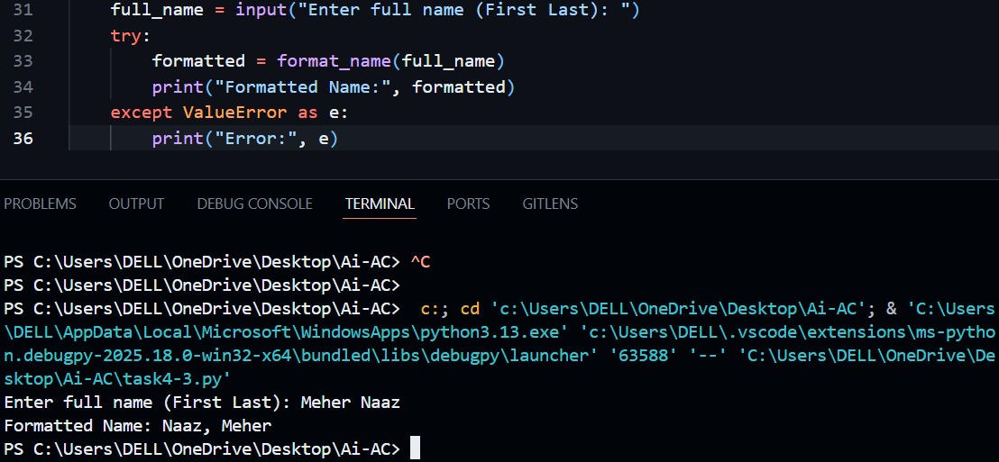 31 full_name = input("Enter full name (First Last): ")
32 try:
33 formatted = format_name(full_name)
34 print("Formatted Name:", formatted)
35 except ValueError as e:
36 print("Error:", e)
PROBLEMS OUTPUT DEBUG CONSOLE TERMINAL PORTS GITLENS
PS C:\Users\DELL\OneDrive\Desktop\Ai-AC> ^C
PS C:\Users\DELL\OneDrive\Desktop\Ai-AC>
PS C:\Users\DELL\OneDrive\Desktop\Ai-AC>  c:; cd 'c:\Users\DELL\OneDrive\Desktop\Ai-AC'; & 'C:\Users
\DELL\AppData\Local\Microsoft\WindowsApps\python3.13.exe' 'c:\Users\DELL\.vscode\extensions\ms-pytho
n.debugpy-2025.18.0-win32-x64\bundled\libs\debugpy\launcher' '63588' '--' 'C:\Users\DELL\OneDrive\De
sktop\Ai-AC\task4-3.py'
Enter full name (First Last): Meher Naaz
Formatted Name: Naaz, Meher
PS C:\Users\DELL\OneDrive\Desktop\Ai-AC>